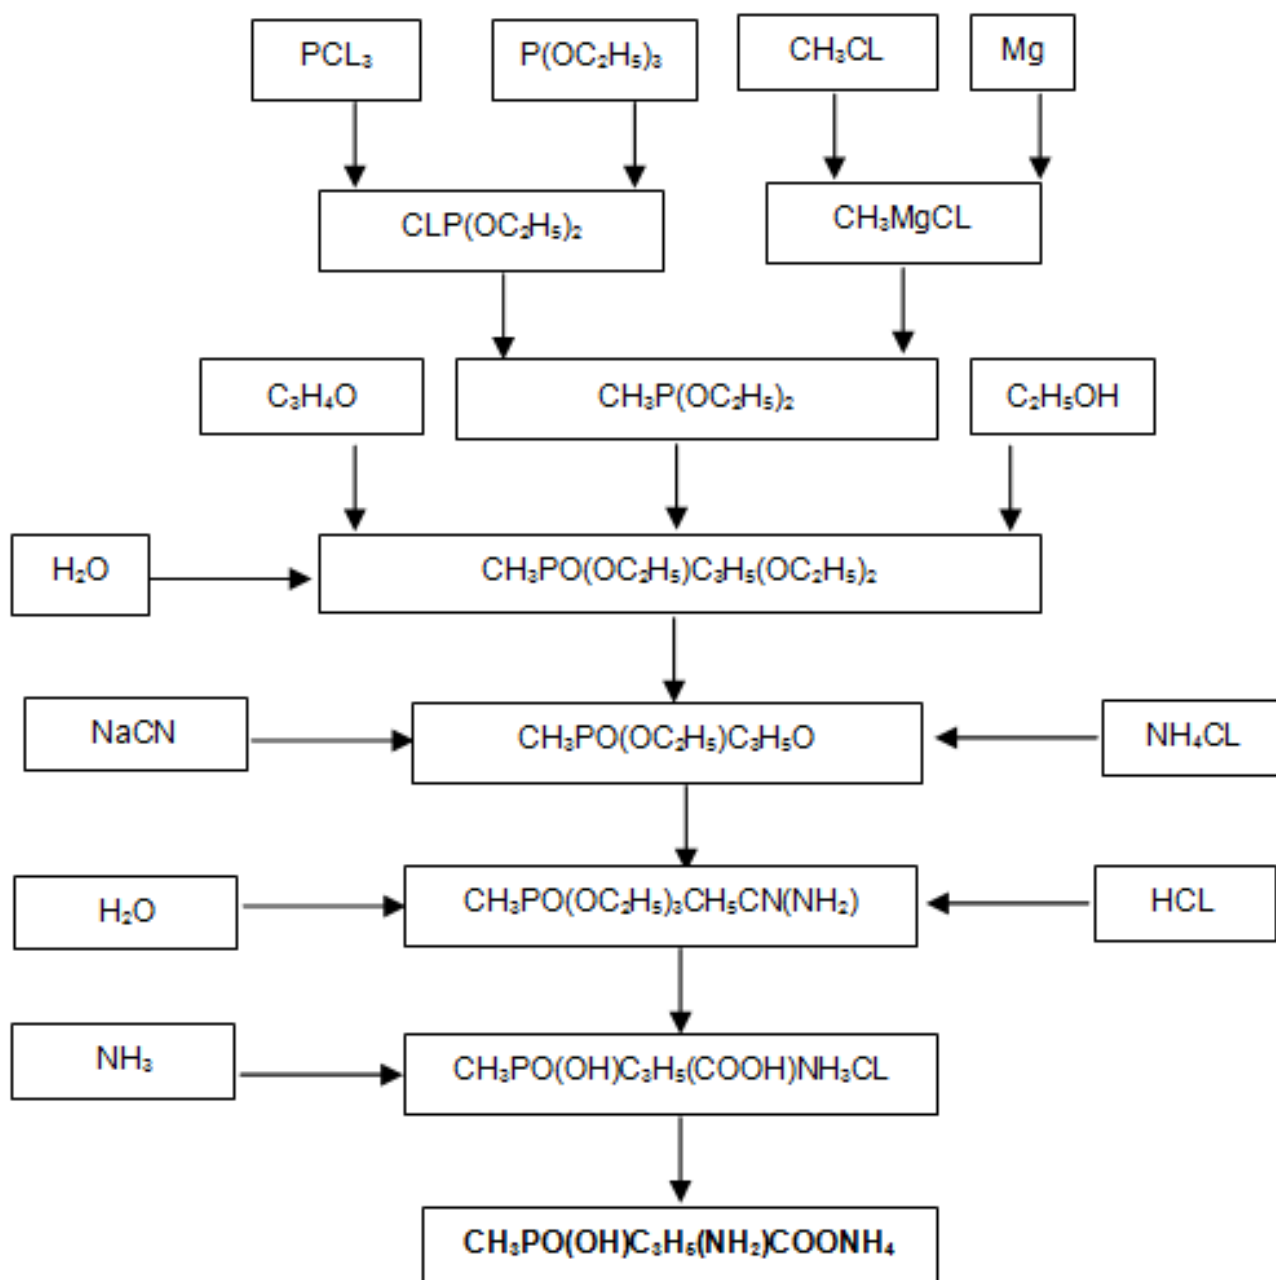 PCL₃
P(OC₂H₅)₃
CH₃CL
Mg
CLP(OC₂H₅)₂
CH₃MgCL
C₃H₄O
CH₃P(OC₂H₅)₂
C₂H₅OH
H₂O
CH₃PO(OC₂H₅)C₃H₅(OC₂H₅)₂
NaCN
CH₃PO(OC₂H₅)C₃H₅O
NH₄CL
H₂O
CH₃PO(OC₂H₅)₃CH₅CN(NH₂)
HCL
NH₃
CH₃PO(OH)C₃H₅(COOH)NH₃CL
CH₃PO(OH)C₃H₅(NH₂)COONH₄